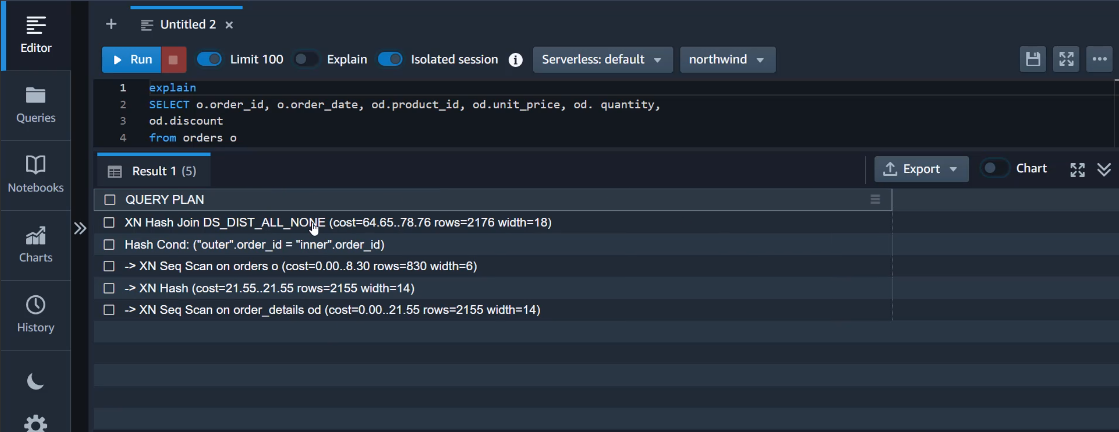 Editor
Queries
Notebooks
Charts
History
+ Untitled 2 ×
Run Limit 100 Explain Isolated session i Serverless: default northwind
1 explain
2 SELECT o.order_id, o.order_date, od.product_id, od.unit_price, od. quantity,
3 od.discount
4 from orders o
Result 1 (5) Export Chart
QUERY PLAN
XN Hash Join DS_DIST_ALL_NONE (cost=64.65..78.76 rows=2176 width=18)
Hash Cond: ("outer".order_id = "inner".order_id)
-> XN Seq Scan on orders o (cost=0.00..8.30 rows=830 width=6)
-> XN Hash (cost=21.55..21.55 rows=2155 width=14)
-> XN Seq Scan on order_details od (cost=0.00..21.55 rows=2155 width=14)